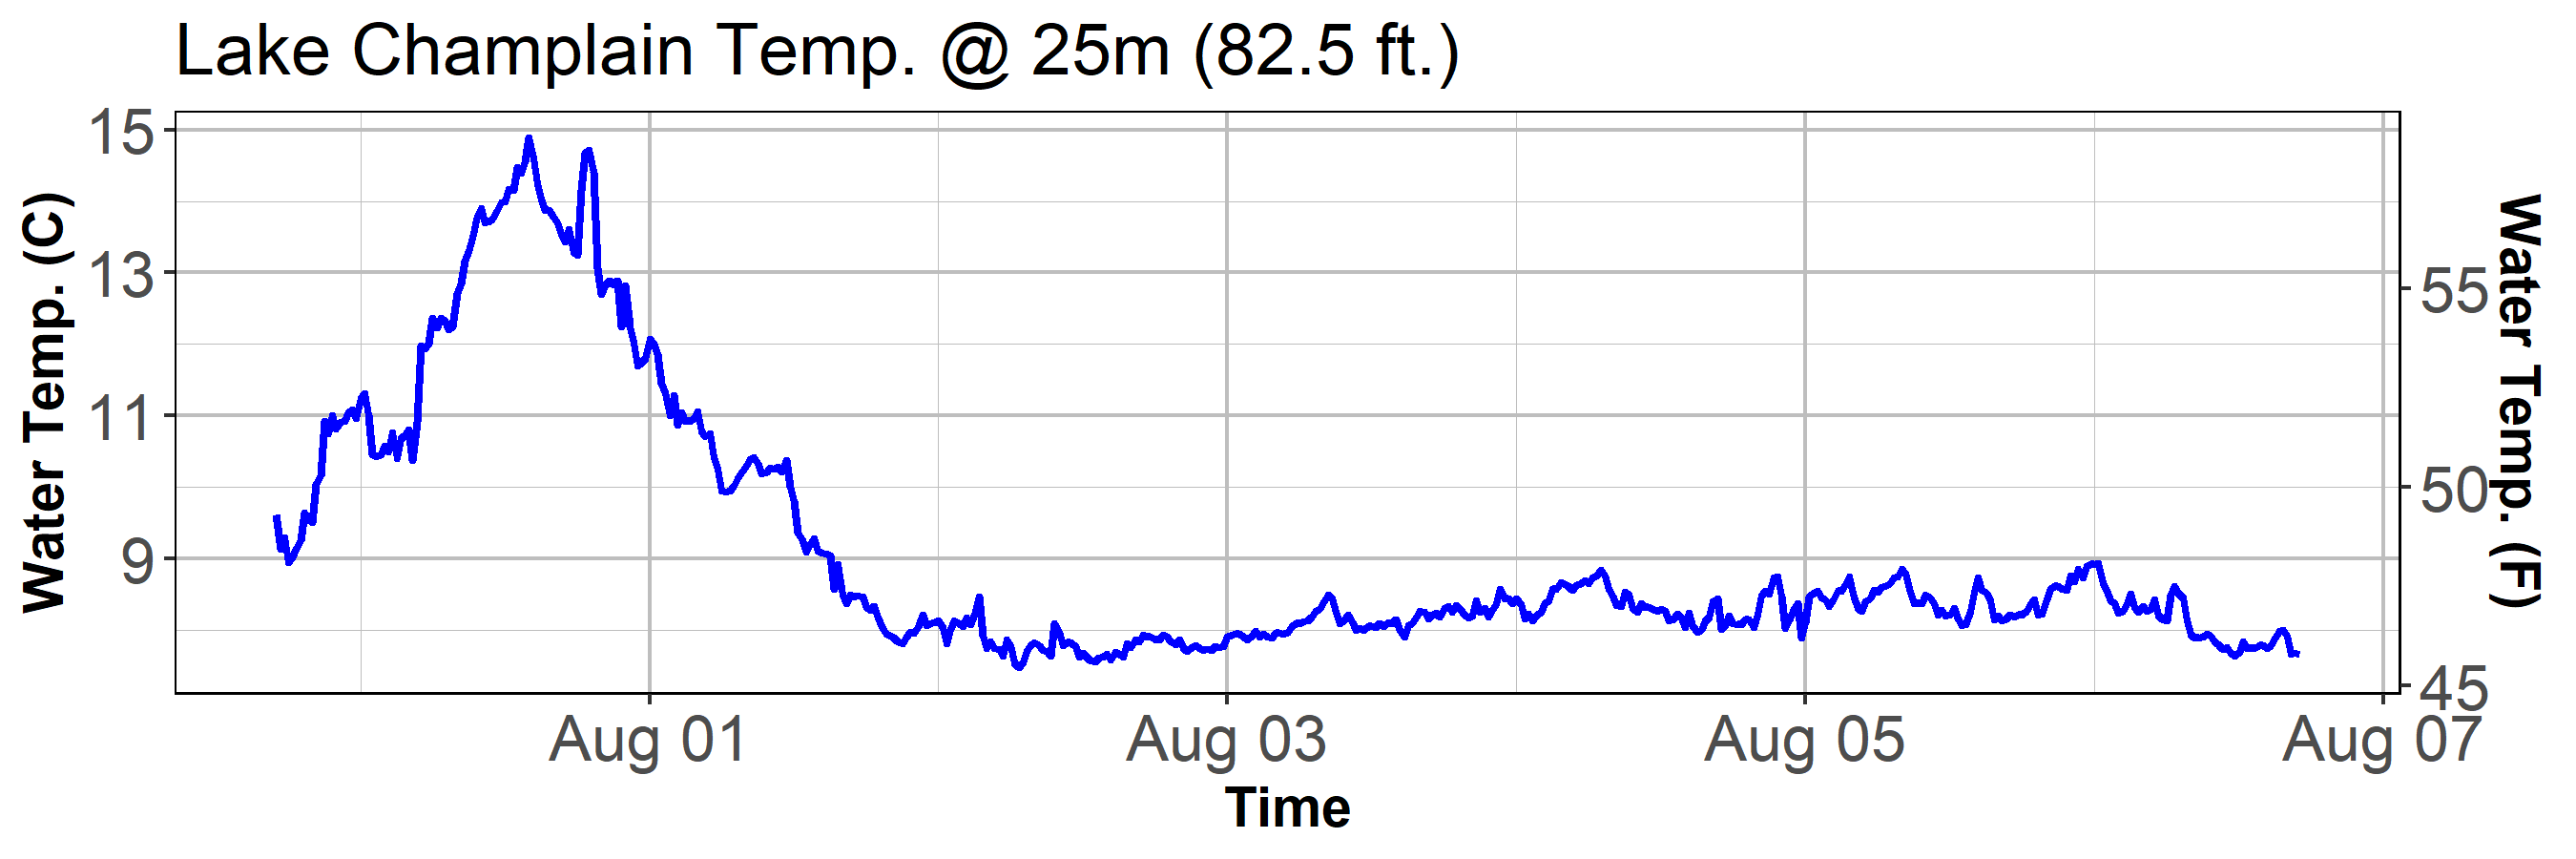 Lake Champlain Temp. @ 25m (82.5 ft.)
Water Temp. (C)
15
13
11
9
55
50
45
Water Temp. (F)
Aug 01 Aug 03 Aug 05 Aug 07
Time